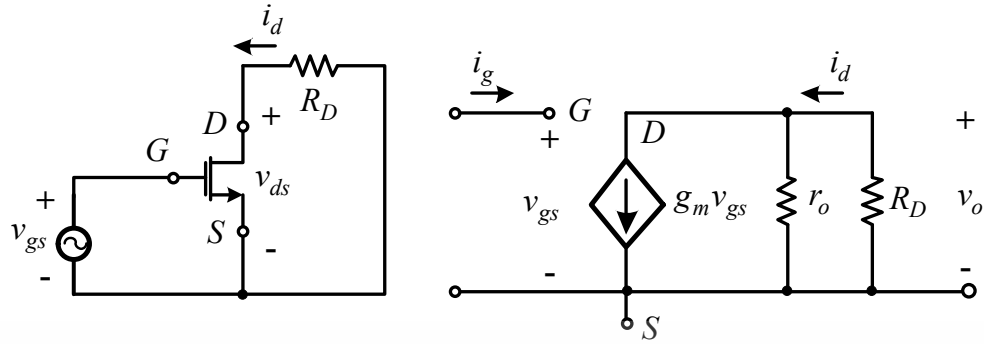 i_d
R_D
D
+
G
v_ds
+
v_gs
S
-
-
i_g
i_d
G
+
D
+
v_gs
g_m v_gs
r_o
R_D
v_o
-
-
S